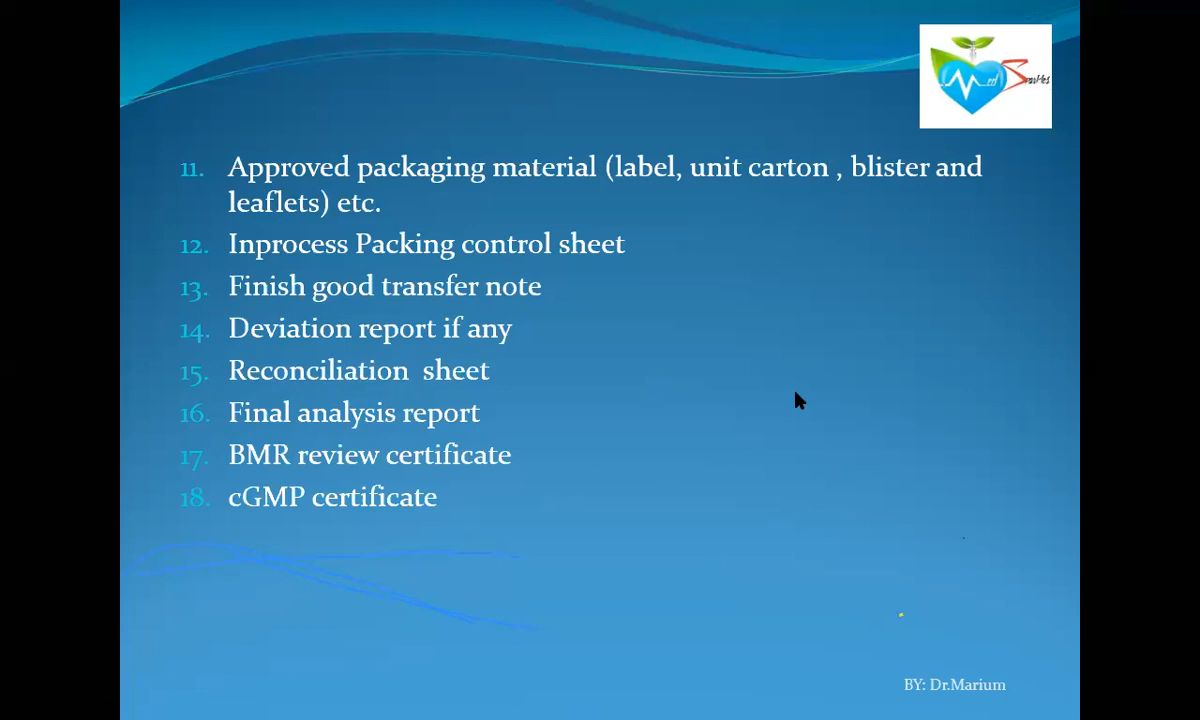 11. Approved packaging material (label, unit carton , blister and
leaflets) etc.
12. Inprocess Packing control sheet
13. Finish good transfer note
14. Deviation report if any
15. Reconciliation sheet
16. Final analysis report
17. BMR review certificate
18. cGMP certificate
BY: Dr.Marium